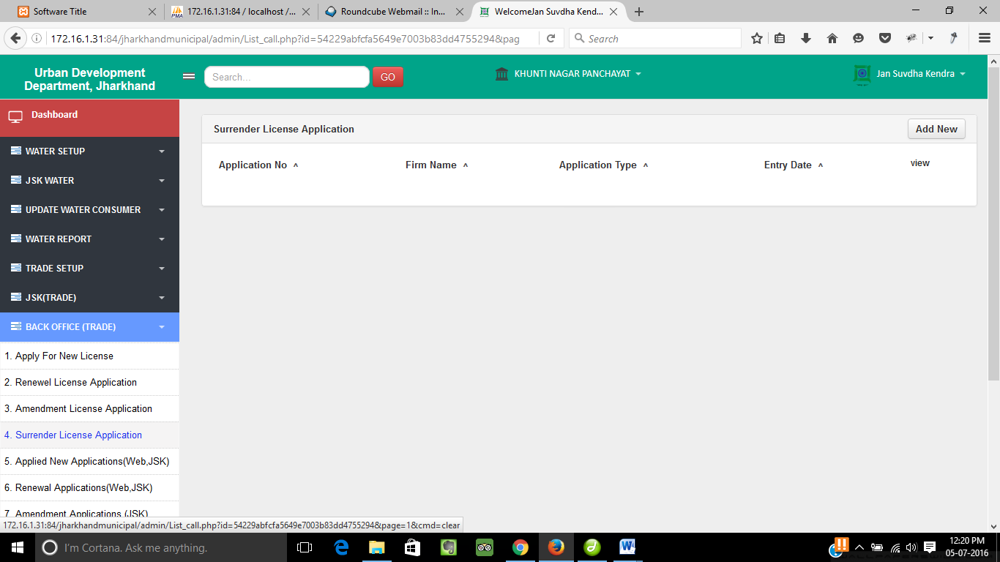 Software Title
172.16.1.31:84 / localhost /...
Roundcube Webmail :: In...
WelcomeJan Suvdha Kend...
172.16.1.31:84/jharkhandmunicipal/admin/List_call.php?id=54229abfcfa5649e7003b83dd4755294&pag
Search
Urban Development
Department, Jharkhand
Search...
GO
KHUNTI NAGAR PANCHAYAT
Jan Suvdha Kendra
Dashboard
WATER SETUP
JSK WATER
UPDATE WATER CONSUMER
WATER REPORT
TRADE SETUP
JSK(TRADE)
BACK OFFICE (TRADE)
1. Apply For New License
2. Renewel License Application
3. Amendment License Application
4. Surrender License Application
5. Applied New Applications(Web,JSK)
6. Renewal Applications(Web,JSK)
7. Amendment Applications (JSK)
Surrender License Application
Add New
Application No ^ Firm Name ^ Application Type ^ Entry Date ^ view
172.16.1.31:84/jharkhandmunicipal/admin/List_call.php?id=54229abfcfa5649e7003b83dd4755294&page=1&cmd=clear
I'm Cortana. Ask me anything.
12:20 PM
05-07-2016